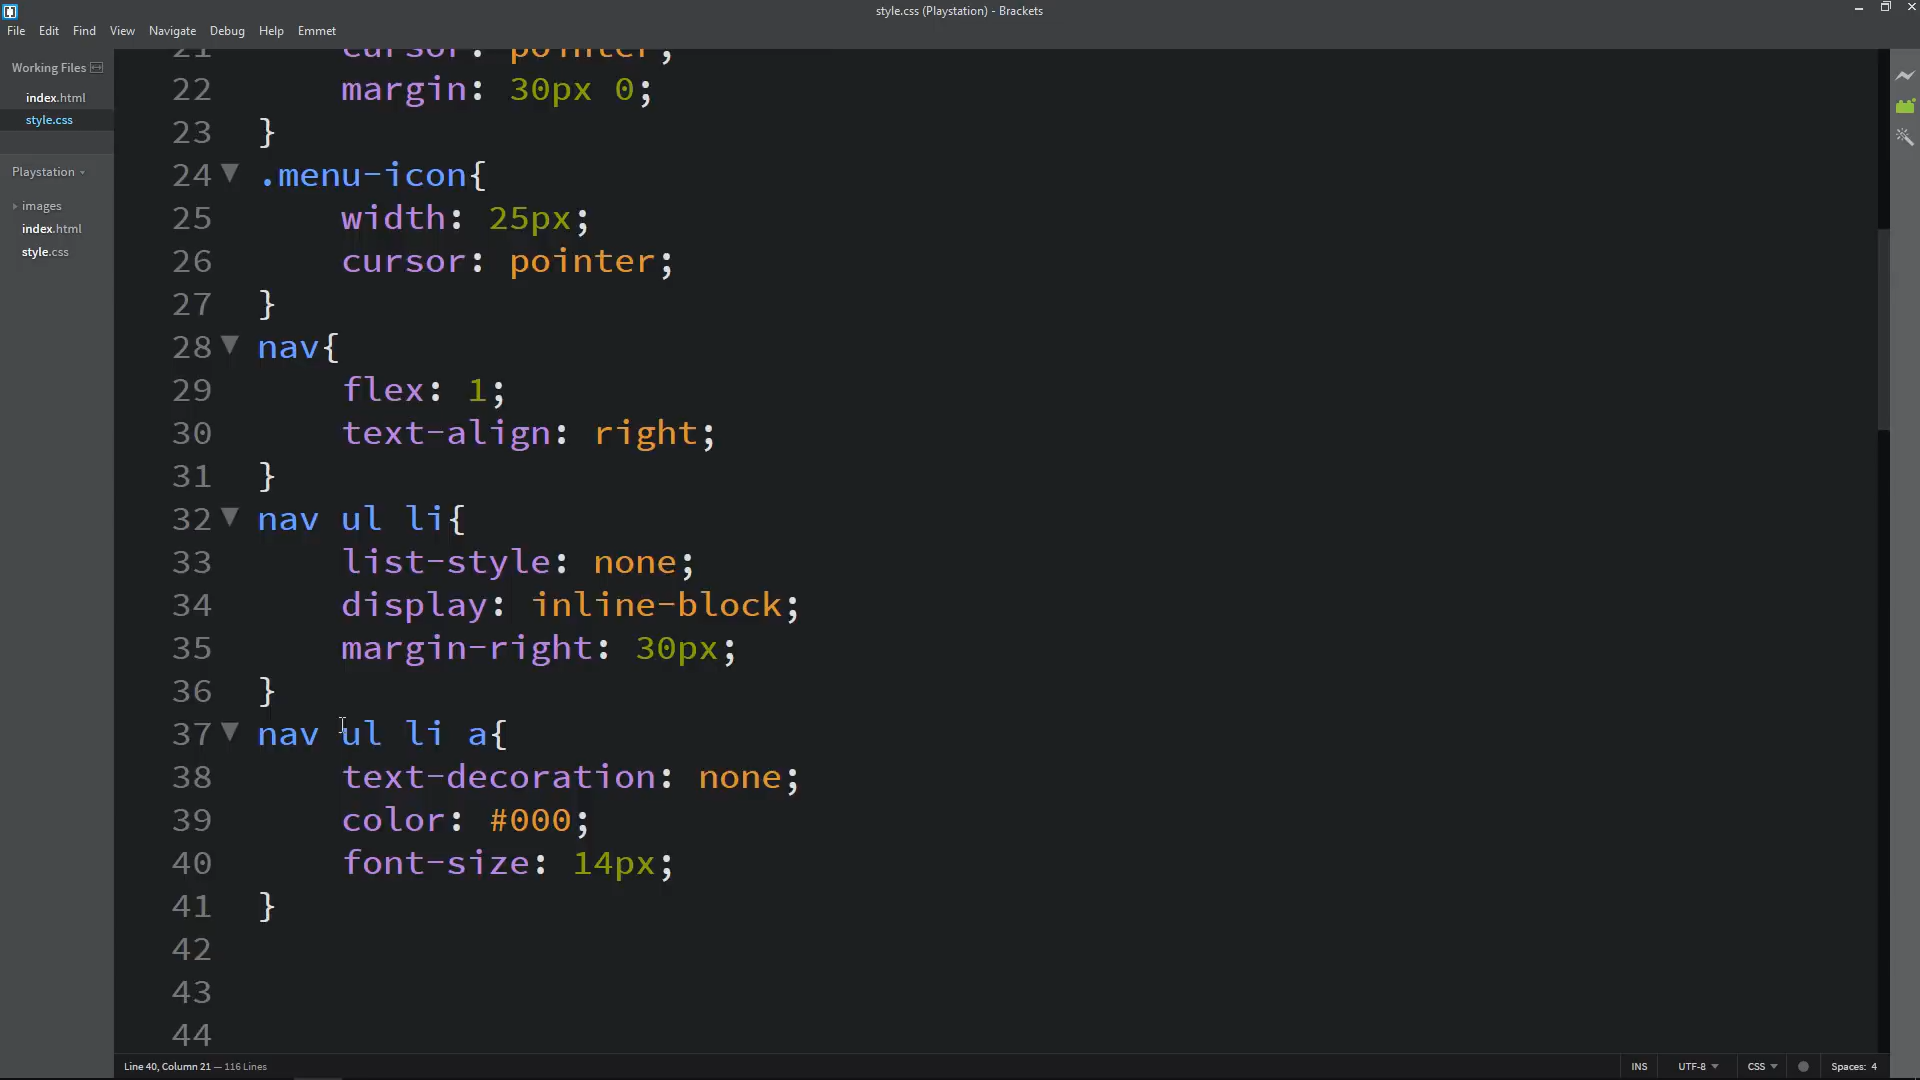 style.css (Playstation) - Brackets
File Edit Find View Navigate Debug Help Emmet
Working Files
index.html
style.css
Playstation
images
index.html
style.css
21 cursor: pointer;
22 margin: 30px 0;
23 }
24 .menu-icon{
25 width: 25px;
26 cursor: pointer;
27 }
28 nav{
29 flex: 1;
30 text-align: right;
31 }
32 nav ul li{
33 list-style: none;
34 display: inline-block;
35 margin-right: 30px;
36 }
37 nav ul li a{
38 text-decoration: none;
39 color: #000;
40 font-size: 14px;
41 }
42
43
44
Line 40, Column 21 — 116 Lines
INS UTF-8 CSS Spaces: 4